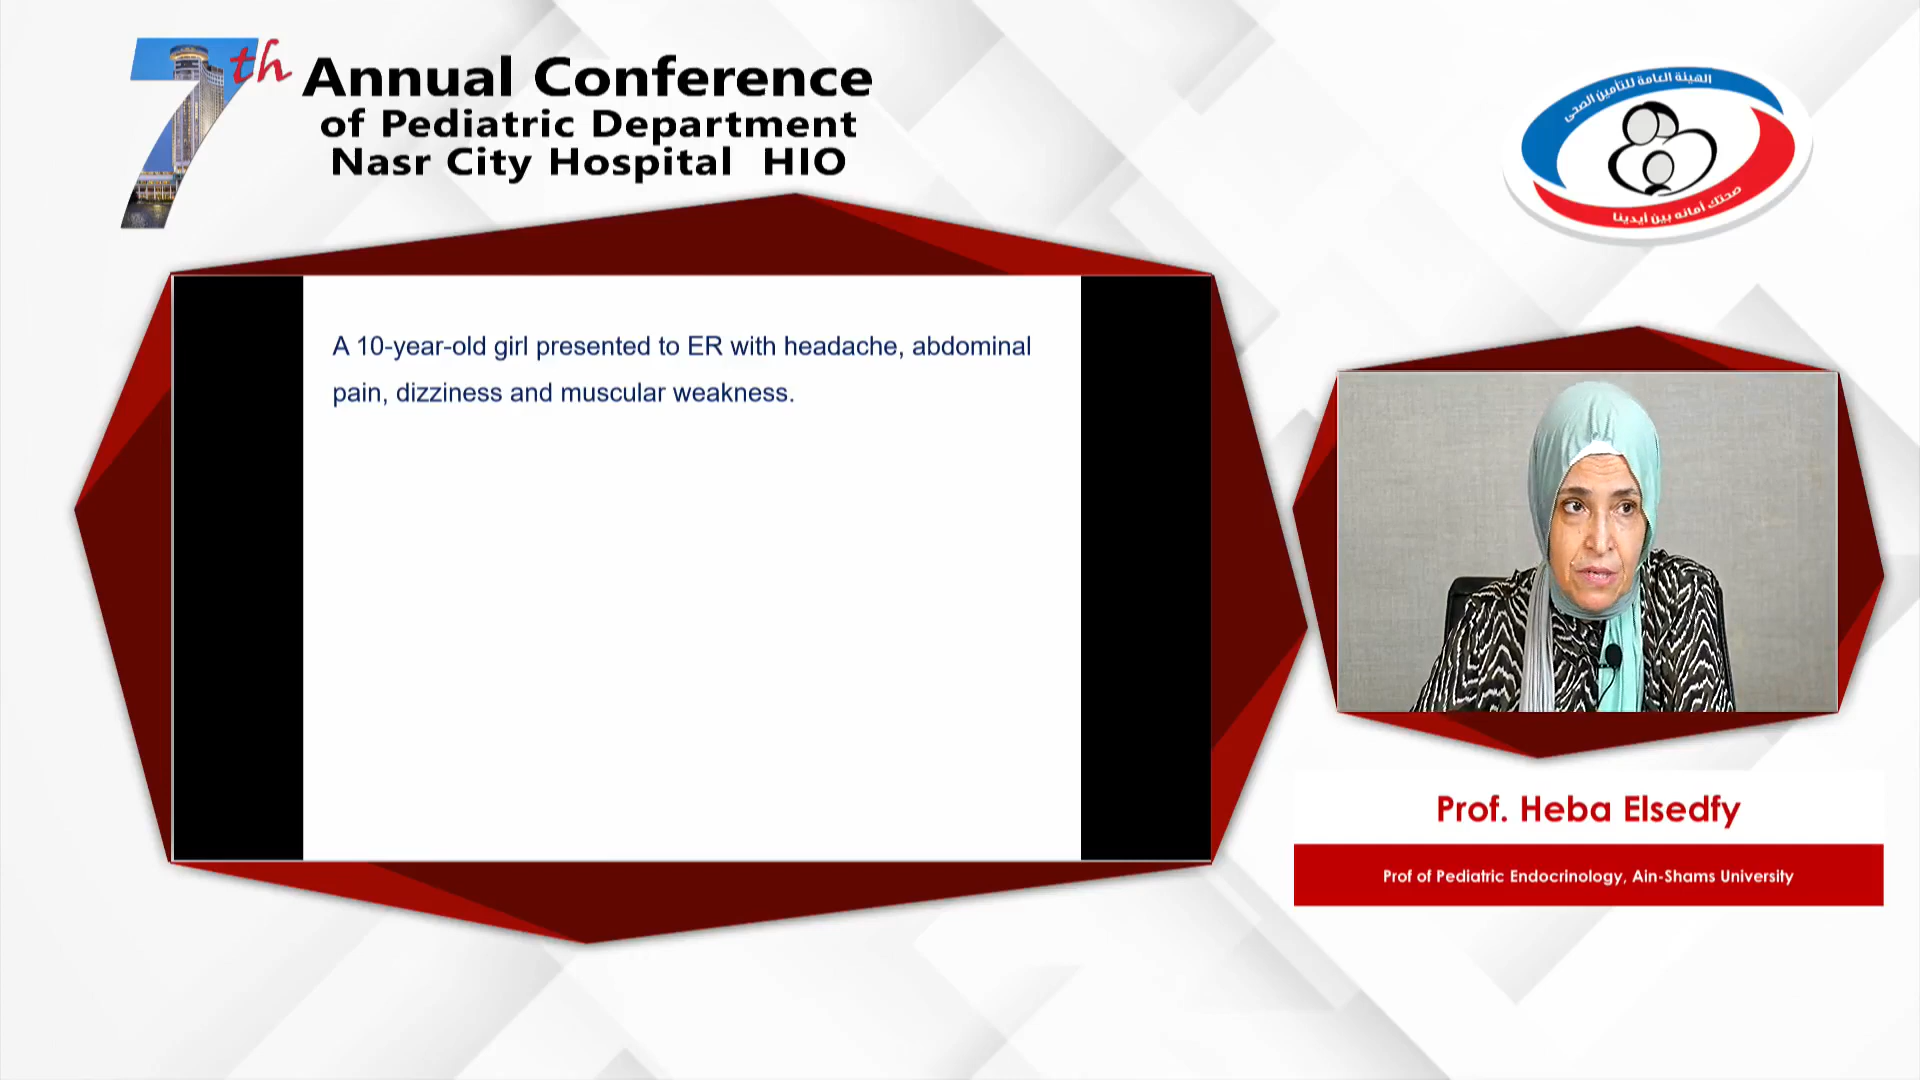 7th Annual Conference
of Pediatric Department
Nasr City Hospital HIO
الهيئة العامة للتأمين الصحى
صحتك أمانه بين أيدينا
A 10-year-old girl presented to ER with headache, abdominal
pain, dizziness and muscular weakness.
Prof. Heba Elsedfy
Prof of Pediatric Endocrinology, Ain-Shams University